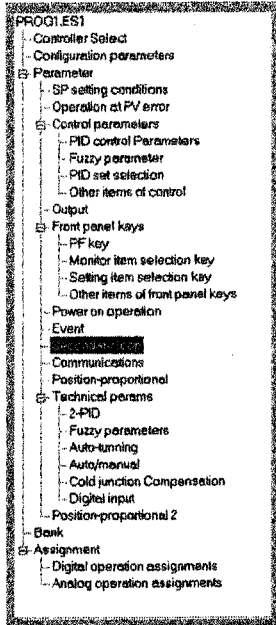 PROG1.ES1
Controller Select
Configuration parameters
Parameter
SP setting conditions
Operation at PV error
Control parameters
PID control Parameters
Fuzzy parameter
PID set selection
Other items of control
Output
Front panel keys
PF key
Monitor item selection key
Setting item selection key
Other items of front panel keys
Power on operation
Event
Communications
Position-proportional
Technical params
2-PID
Fuzzy parameters
Auto-tunning
Auto/manual
Cold junction Compensation
Digital input
Position-proportional 2
Bank
Assignment
Digital operation assignments
Analog operation assignments